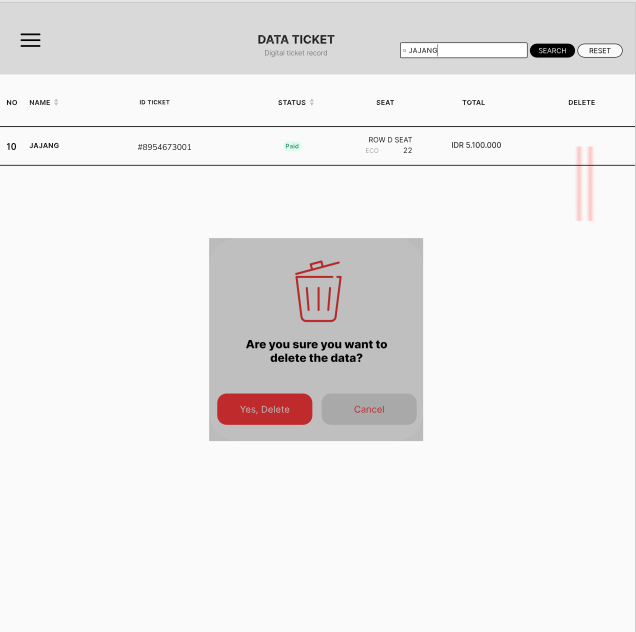 DATA TICKET
Digital ticket record
JAJANG
SEARCH
RESET
NO NAME ID TICKET STATUS SEAT TOTAL DELETE
10 JAJANG #8954673001 Paid ROW D SEAT IDR 5.100.000
ECO 22
Are you sure you want to
delete the data?
Yes, Delete
Cancel